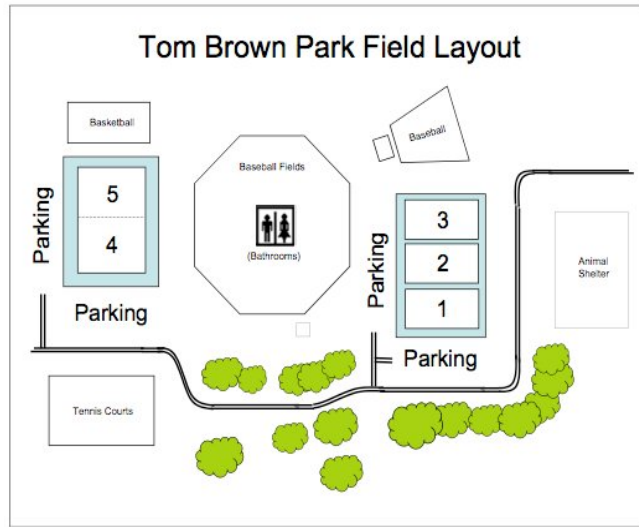 Tom Brown Park Field Layout
Basketball
Baseball
Baseball Fields
(Bathrooms)
5
4
Parking
Parking
3
2
1
Parking
Parking
Animal
Shelter
Tennis Courts